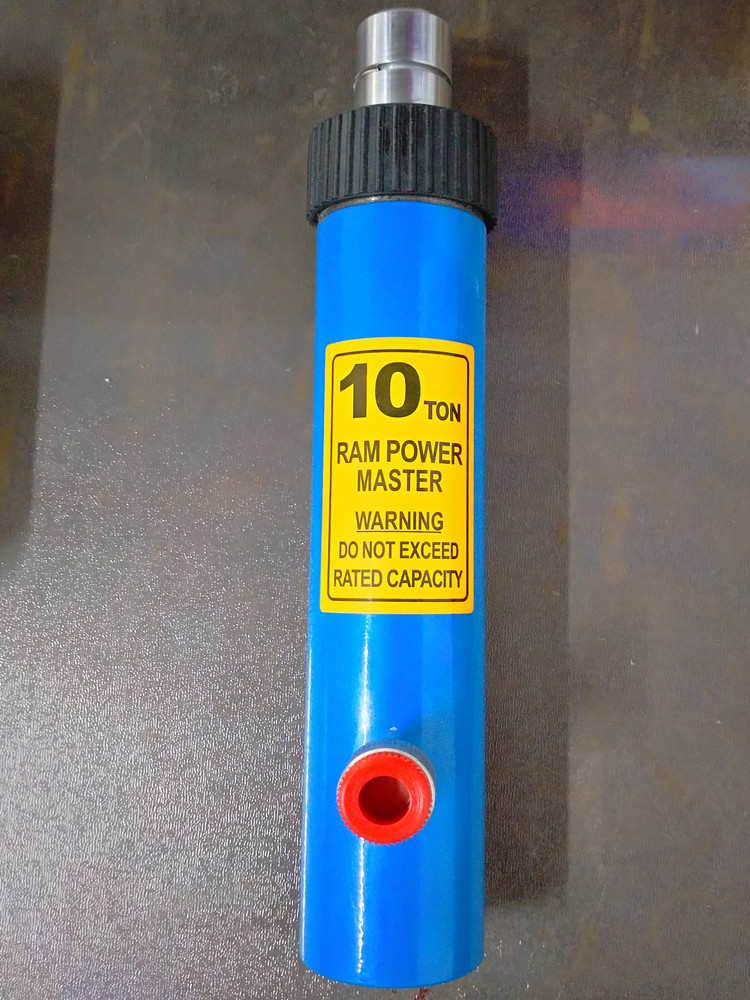 10 TON
RAM POWER
MASTER
WARNING
DO NOT EXCEED
RATED CAPACITY